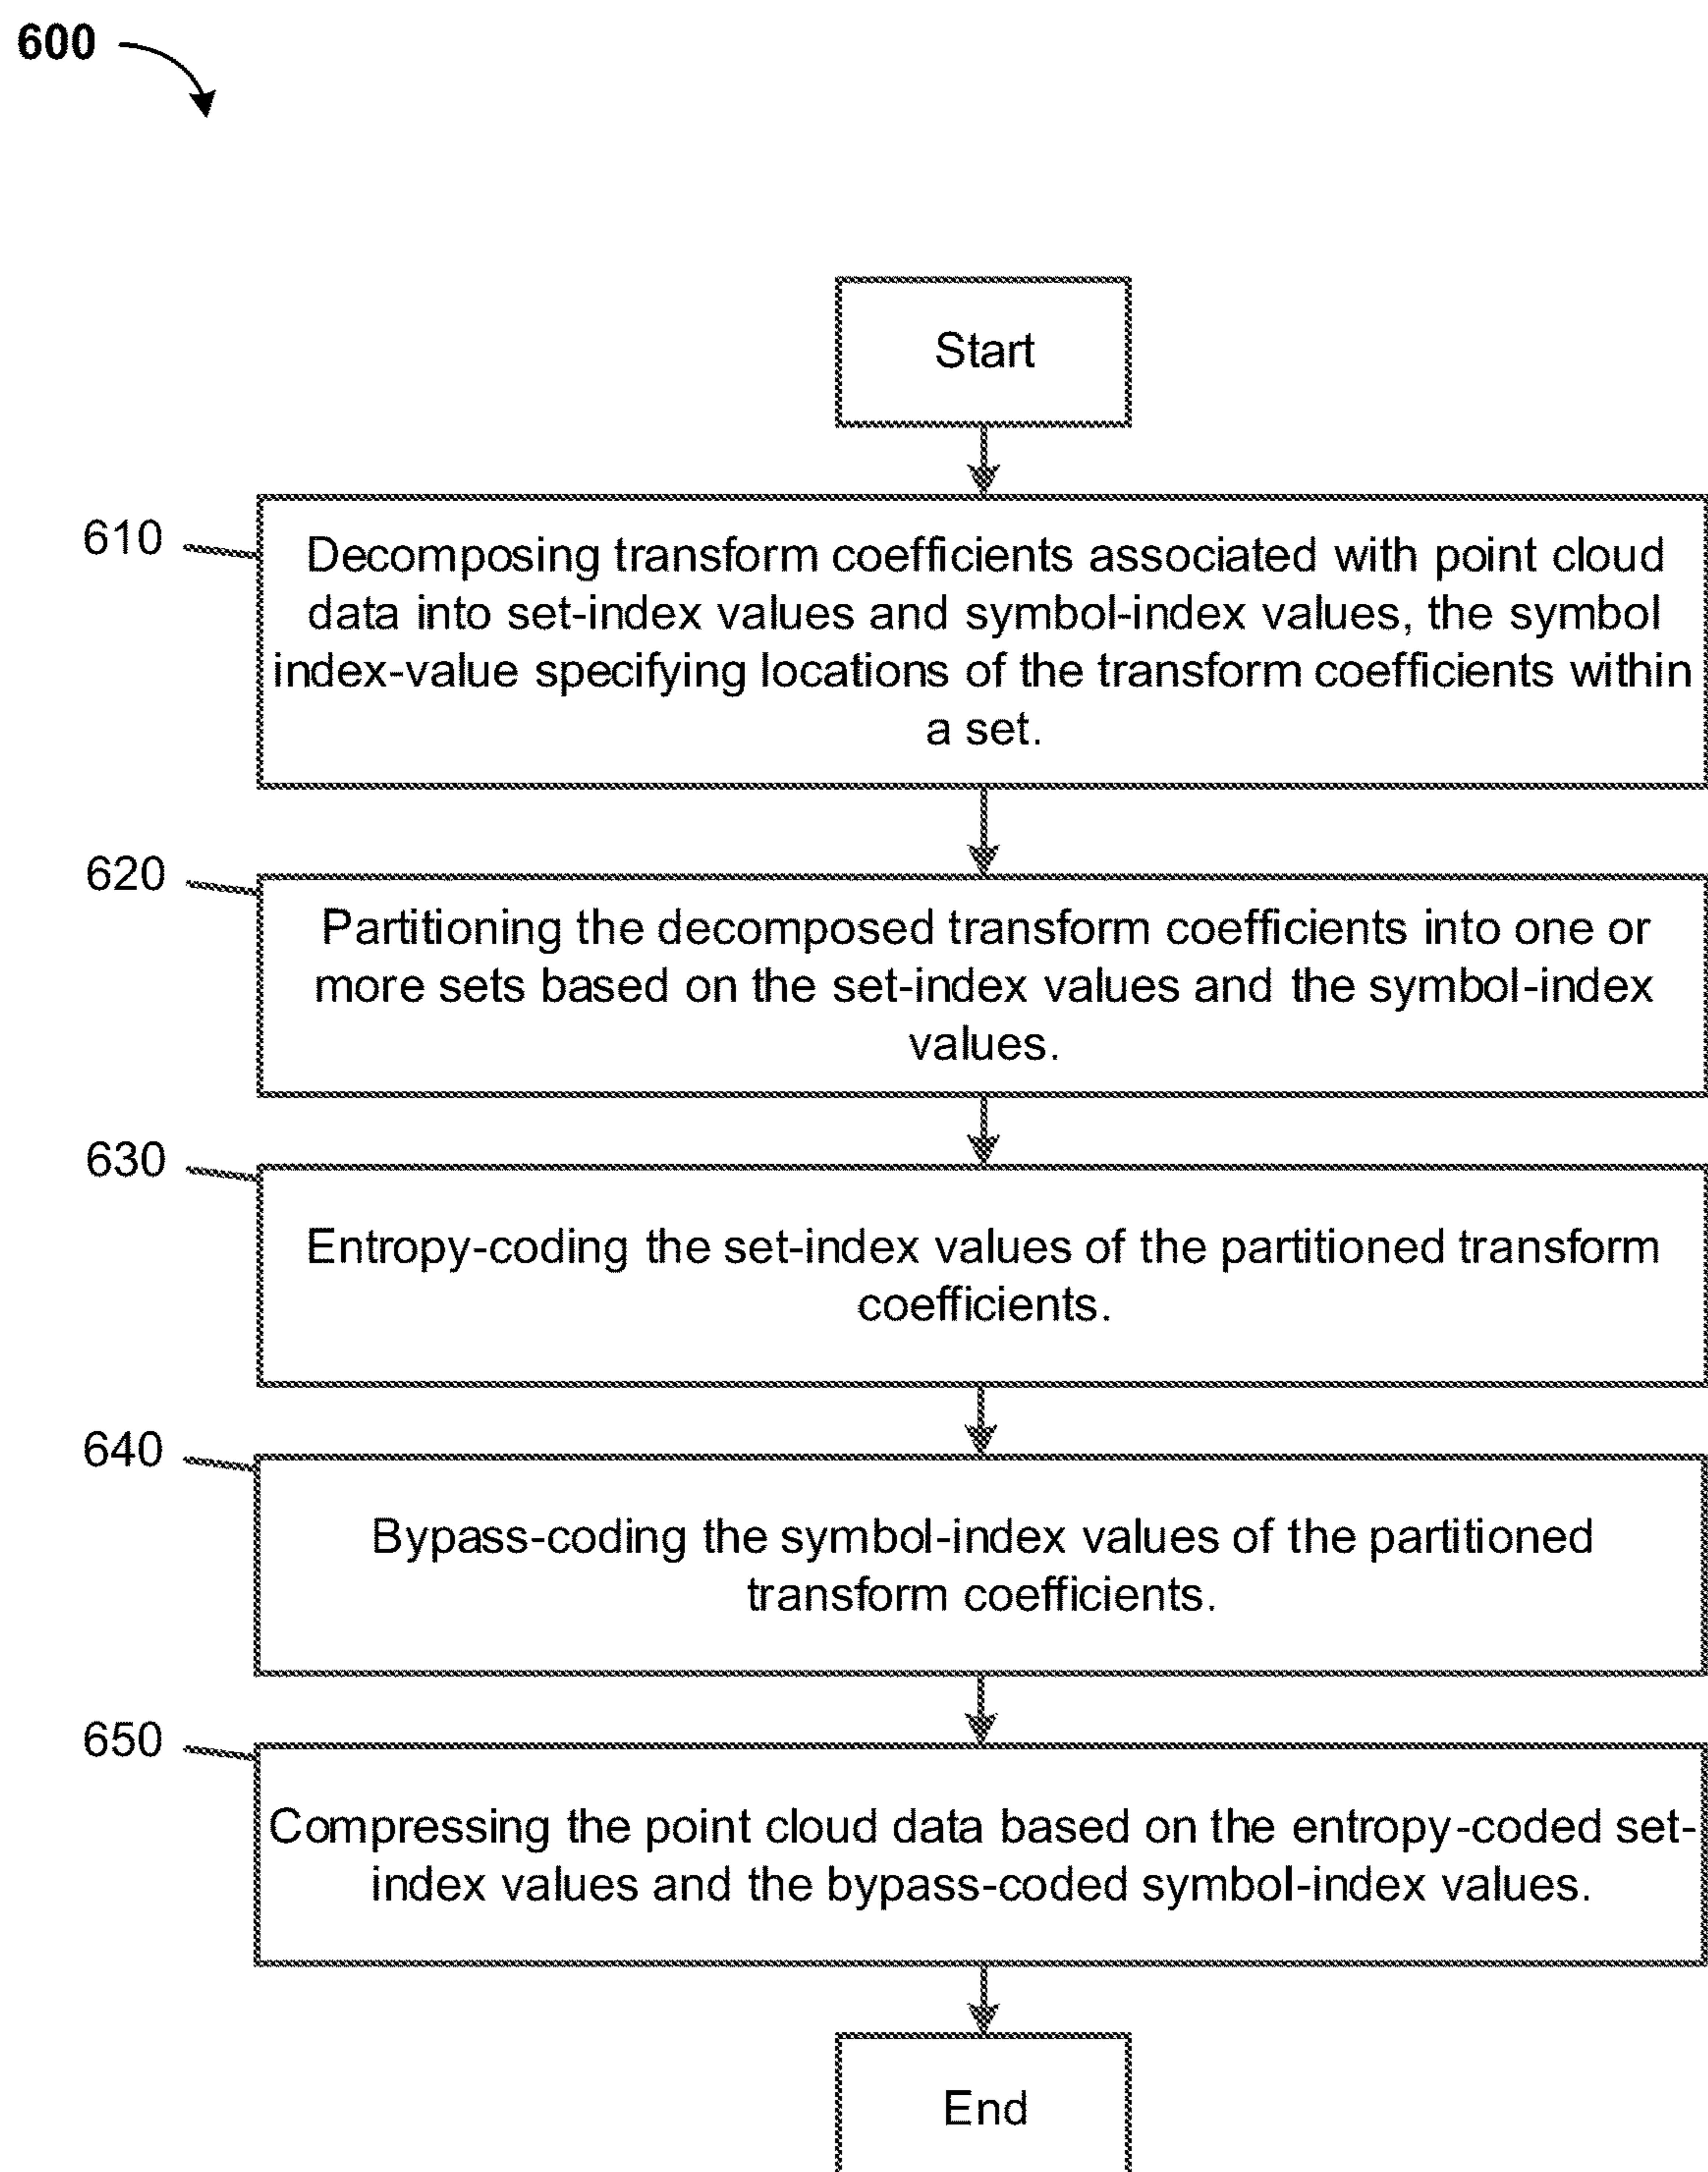 600
Start
610
Decomposing transform coefficients associated with point cloud
data into set-index values and symbol-index values, the symbol
index-value specifying locations of the transform coefficients within
a set.
620
Partitioning the decomposed transform coefficients into one or
more sets based on the set-index values and the symbol-index
values.
630
Entropy-coding the set-index values of the partitioned transform
coefficients.
640
Bypass-coding the symbol-index values of the partitioned
transform coefficients.
650
Compressing the point cloud data based on the entropy-coded set-
index values and the bypass-coded symbol-index values.
End